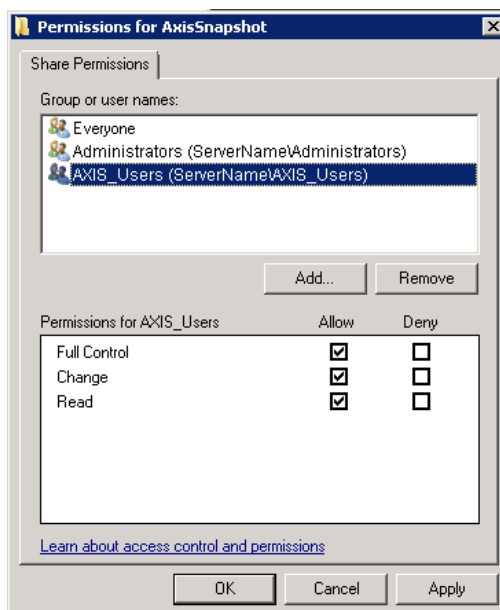 Permissions for AxisSnapshot
Share Permissions
Group or user names:
Everyone
Administrators (ServerName\Administrators)
AXIS_Users (ServerName\AXIS_Users)
Add... Remove
Permissions for AXIS_Users Allow Deny
Full Control
Change
Read
Learn about access control and permissions
OK Cancel Apply